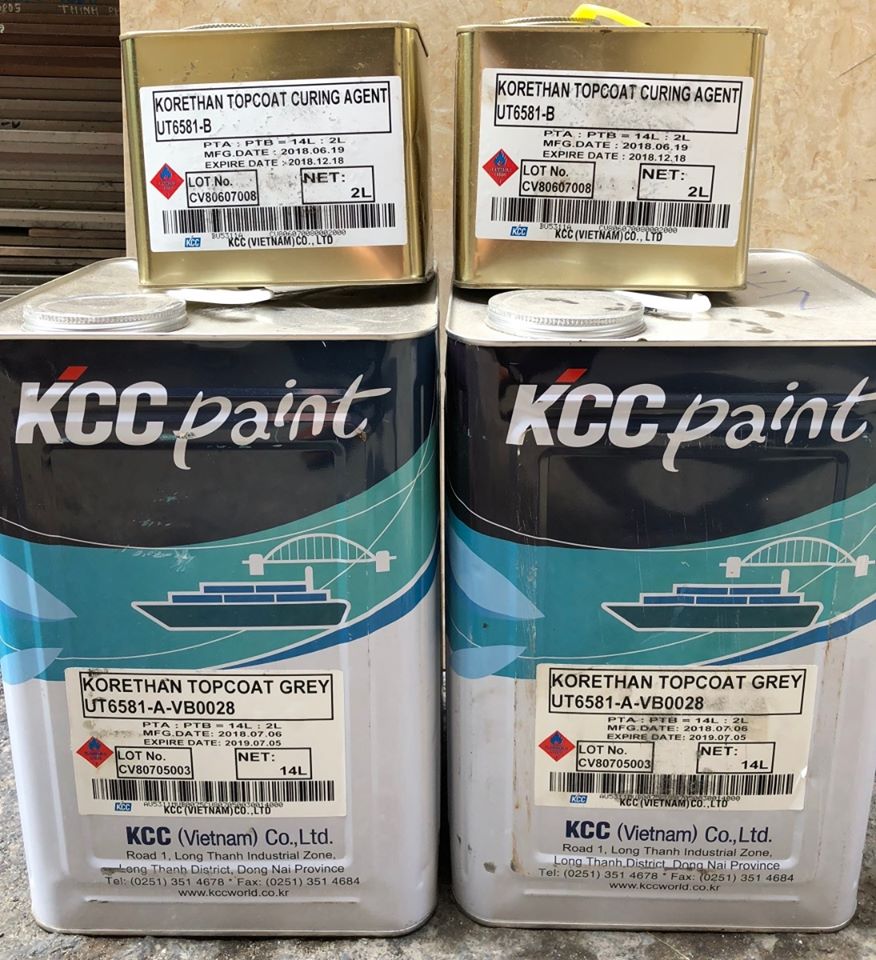 KORETHAN TOPCOAT CURING AGENT
UT6581-B
PTA : PTB = 14L : 2L
MFG.DATE : 2018.06.19
EXPIRE DATE : 2018.12.18
LOT No.
CV80607008
NET:
2L
KCC
KCC (VIETNAM)CO., LTD
KORETHAN TOPCOAT CURING AGENT
UT6581-B
PTA : PTB = 14L : 2L
MFG.DATE : 2018.06.19
EXPIRE DATE : 2018.12.18
LOT No.
CV80607008
NET:
2L
KCC
KCC (VIETNAM)CO., LTD
KCC paint
KORETHAN TOPCOAT GREY
UT6581-A-VB0028
PTA : PTB = 14L : 2L
MFG.DATE: 2018.07.06
EXPIRE DATE: 2019.07.05
LOT No.
CV80705003
NET:
14L
KCC
KCC (VIETNAM)CO.,LTD
KCC (Vietnam) Co.,Ltd.
Road 1, Long Thanh Industrial Zone,
Long Thanh District, Dong Nai Province
Tel: (0251) 351 4678 * Fax: (0251) 351 4684
www.kccworld.co.kr
KCC paint
KORETHAN TOPCOAT GREY
UT6581-A-VB0028
PTA : PTB = 14L : 2L
MFG.DATE: 2018.07.06
EXPIRE DATE: 2019.07.05
LOT No.
CV80705003
NET:
14L
KCC
KCC (VIETNAM)CO.,LTD
KCC (Vietnam) Co.,Ltd.
Road 1, Long Thanh Industrial Zone,
Long Thanh District, Dong Nai Province
Tel: (0251) 351 4678 * Fax: (0251) 351 4684
www.kccworld.co.kr